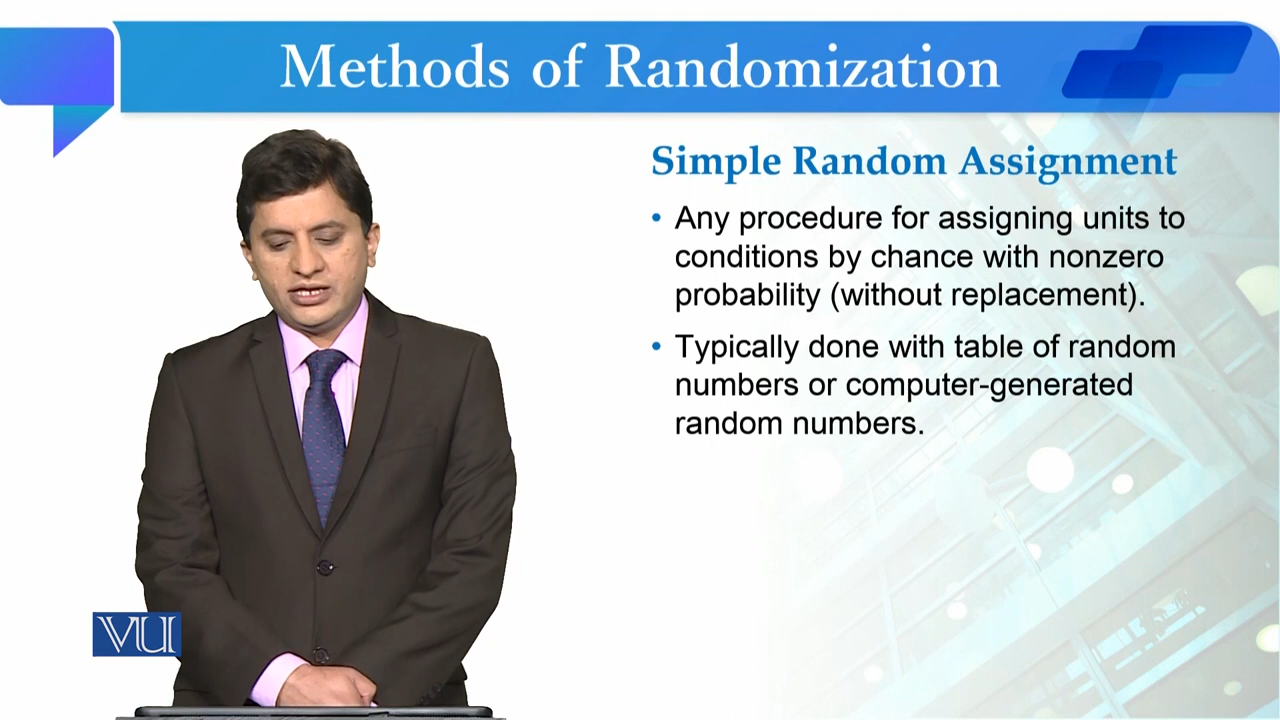 Methods of Randomization
Simple Random Assignment
• Any procedure for assigning units to
conditions by chance with nonzero
probability (without replacement).
• Typically done with table of random
numbers or computer-generated
random numbers.
VU